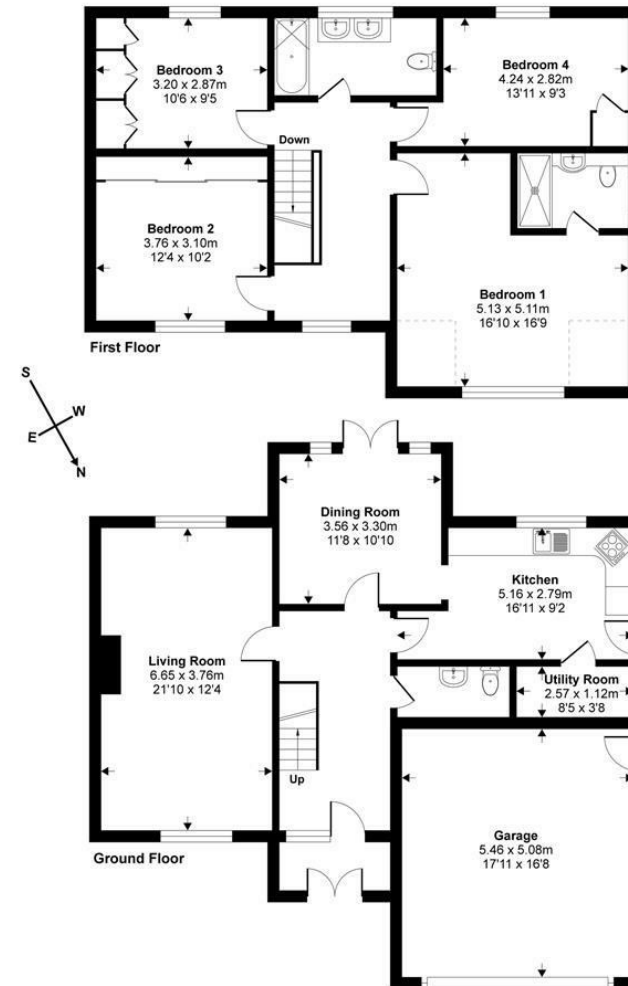 Bedroom 3
3.20 x 2.87m
10'6 x 9'5
Bedroom 4
4.24 x 2.82m
13'11 x 9'3
Down
Bedroom 2
3.76 x 3.10m
12'4 x 10'2
Bedroom 1
5.13 x 5.11m
16'10 x 16'9
First Floor
S
W
E
N
Dining Room
3.56 x 3.30m
11'8 x 10'10
Kitchen
5.16 x 2.79m
16'11 x 9'2
Living Room
6.65 x 3.76m
21'10 x 12'4
Utility Room
2.57 x 1.12m
8'5 x 3'8
Up
Garage
5.46 x 5.08m
17'11 x 16'8
Ground Floor